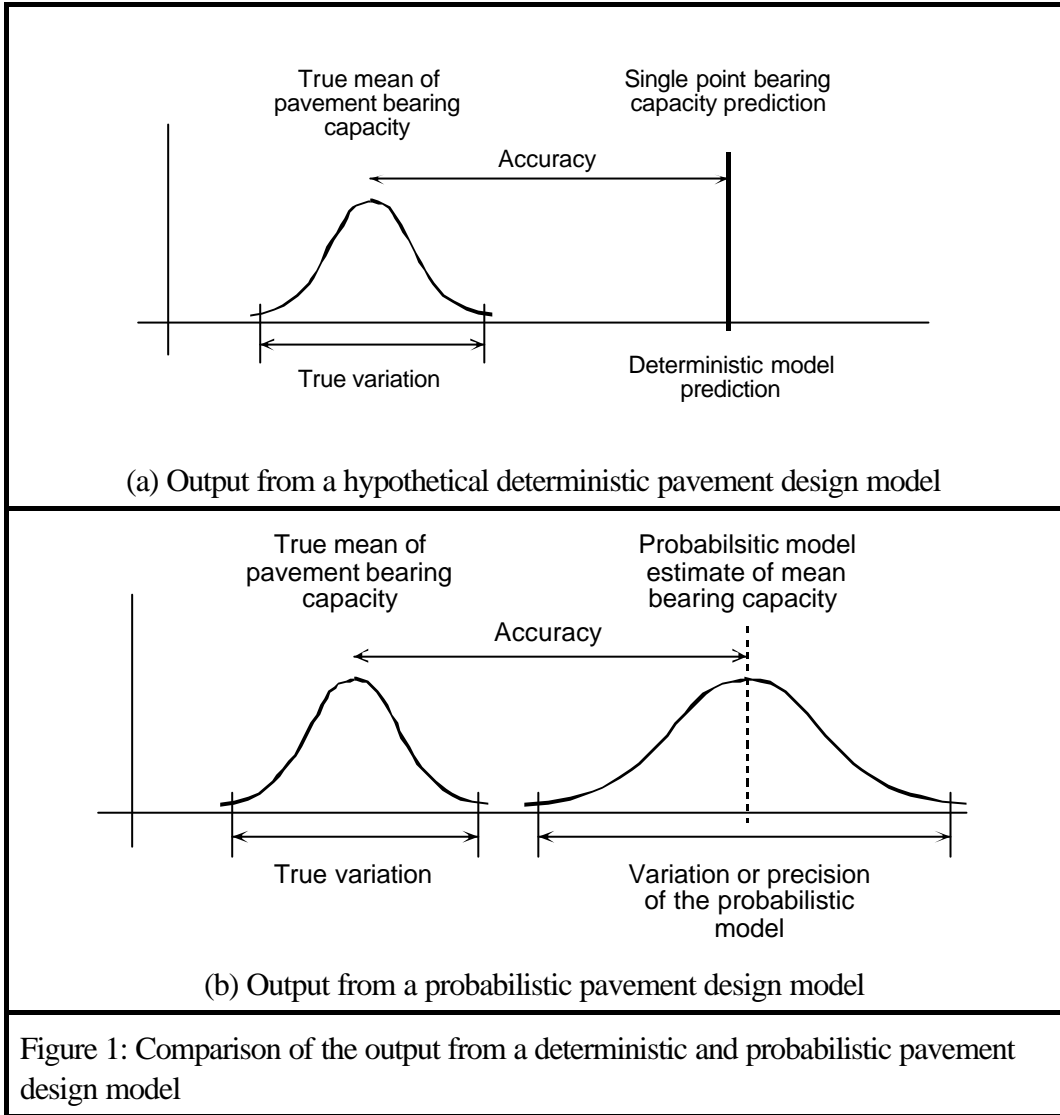 True mean of
pavement bearing
capacity
Single point bearing
capacity prediction
Accuracy
True variation
Deterministic model
prediction
(a) Output from a hypothetical deterministic pavement design model
True mean of
pavement bearing
capacity
Probabilsitic model
estimate of mean
bearing capacity
Accuracy
True variation
Variation or precision
of the probabilistic
model
(b) Output from a probabilistic pavement design model
Figure 1: Comparison of the output from a deterministic and probabilistic pavement
design model